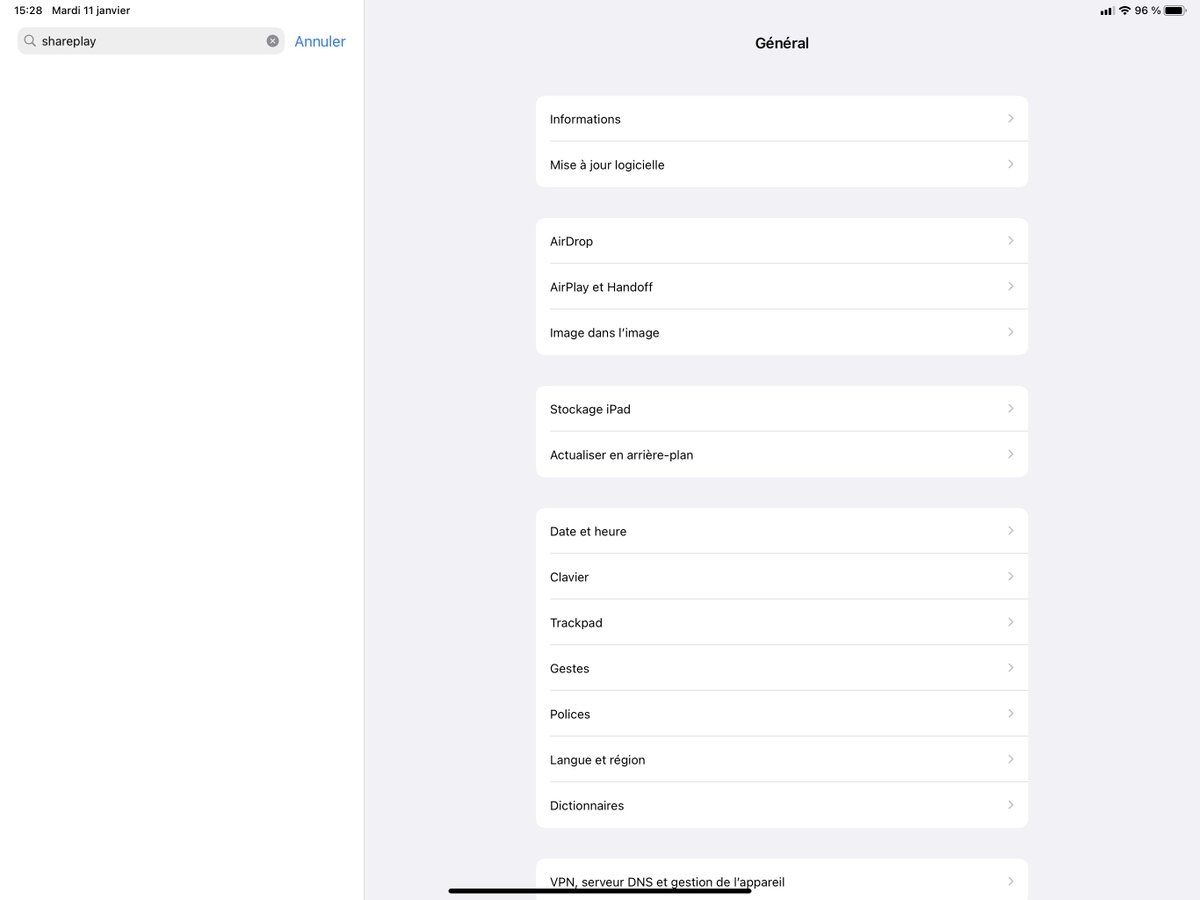 15:28 Mardi 11 janvier
96 %
shareplay
Annuler
Général
Informations
Mise à jour logicielle
AirDrop
AirPlay et Handoff
Image dans l’image
Stockage iPad
Actualiser en arrière-plan
Date et heure
Clavier
Trackpad
Gestes
Polices
Langue et région
Dictionnaires
VPN, serveur DNS et gestion de l’appareil